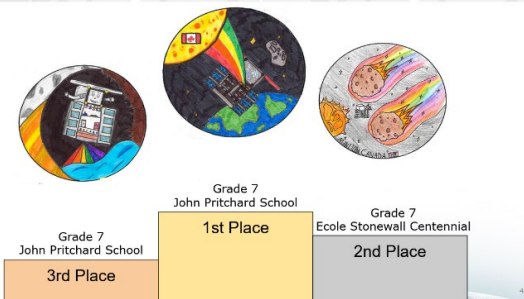 Grade 7
John Pritchard School
1st Place
Grade 7
Ecole Stonewall Centennial
2nd Place
Grade 7
John Pritchard School
3rd Place